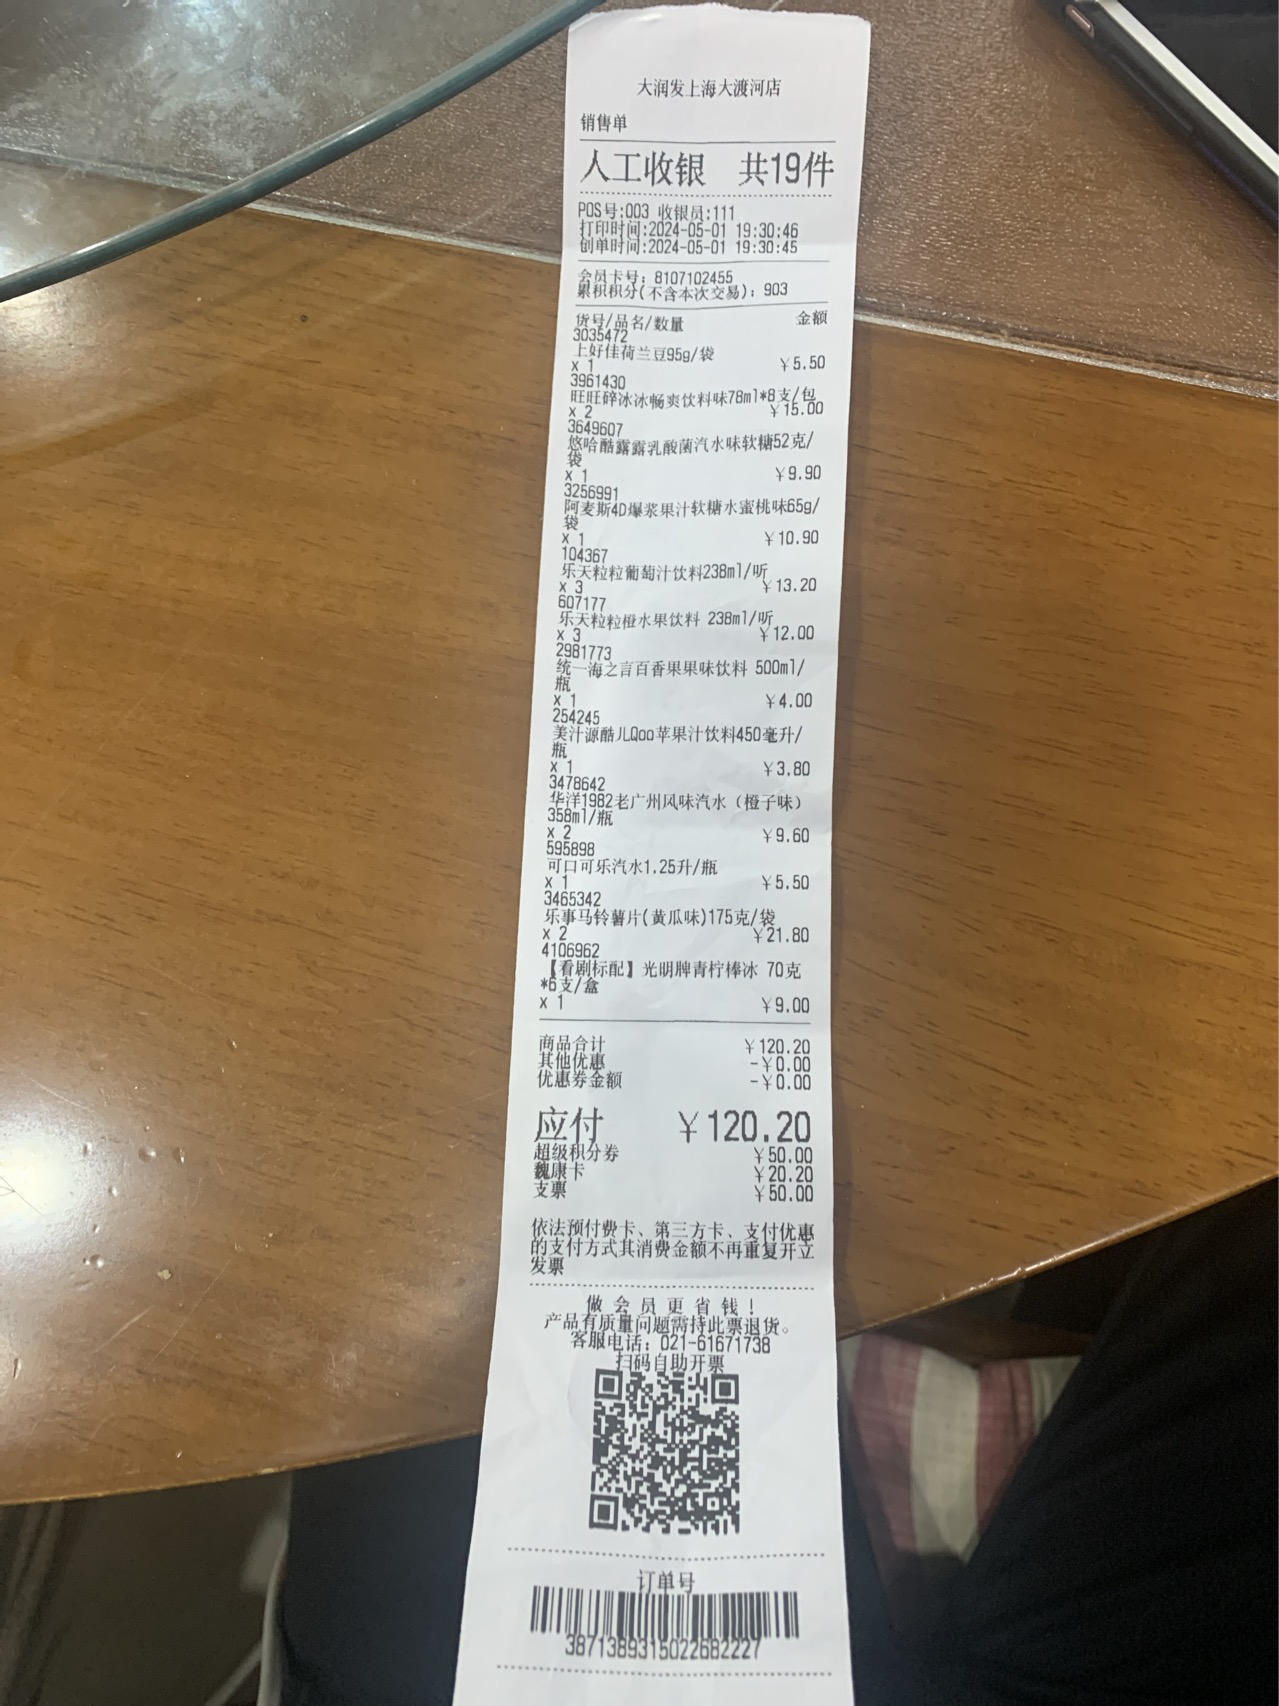 大润发上海大渡河店
销售单
人工收银 共19件
POS号:003 收银员:111
打印时间:2024-05-01 19:30:46
创单时间:2024-05-01 19:30:45
会员卡号: 8107102455
累积积分(不含本次交易): 903
货号/品名/数量 金额
3035472
上好佳荷兰豆95g/袋
x 1 ￥5.50
3961430
旺旺碎冰冰畅爽饮料味78ml*8支/包
x 2 ￥15.00
3649607
悠哈酷露露乳酸菌汽水味软糖52克/
袋
x 1 ￥9.90
3256991
阿麦斯4D爆浆果汁软糖水蜜桃味65g/
袋
x 1 ￥10.90
104367
乐天粒粒葡萄汁饮料238ml/听
x 3 ￥13.20
607177
乐天粒粒橙水果饮料 238ml/听
x 3 ￥12.00
2981773
统一海之言百香果果味饮料 500ml/
瓶
x 1 ￥4.00
254245
美汁源酷儿Qoo苹果汁饮料450毫升/
瓶
x 1 ￥3.80
3478642
华洋1982老广州风味汽水（橙子味）
358ml/瓶
x 2 ￥9.60
595898
可口可乐汽水1.25升/瓶
x 1 ￥5.50
3465342
乐事马铃薯片(黄瓜味)175克/袋
x 2 ￥21.80
4106962
【看剧标配】光明牌青柠棒冰 70克
*6支/盒
x 1 ￥9.00
商品合计 ￥120.20
其他优惠 -￥0.00
优惠券金额 -￥0.00
应付 ￥120.20
超级积分券 ￥50.00
魏康卡 ￥20.20
支票 ￥50.00
依法预付费卡、第三方卡、支付优惠
的支付方式其消费金额不再重复开立
发票
做 会 员 更 省 钱！
产品有质量问题需持此票退货。
客服电话: 021-61671738
扫码自助开票
订单号
3871389315022682227